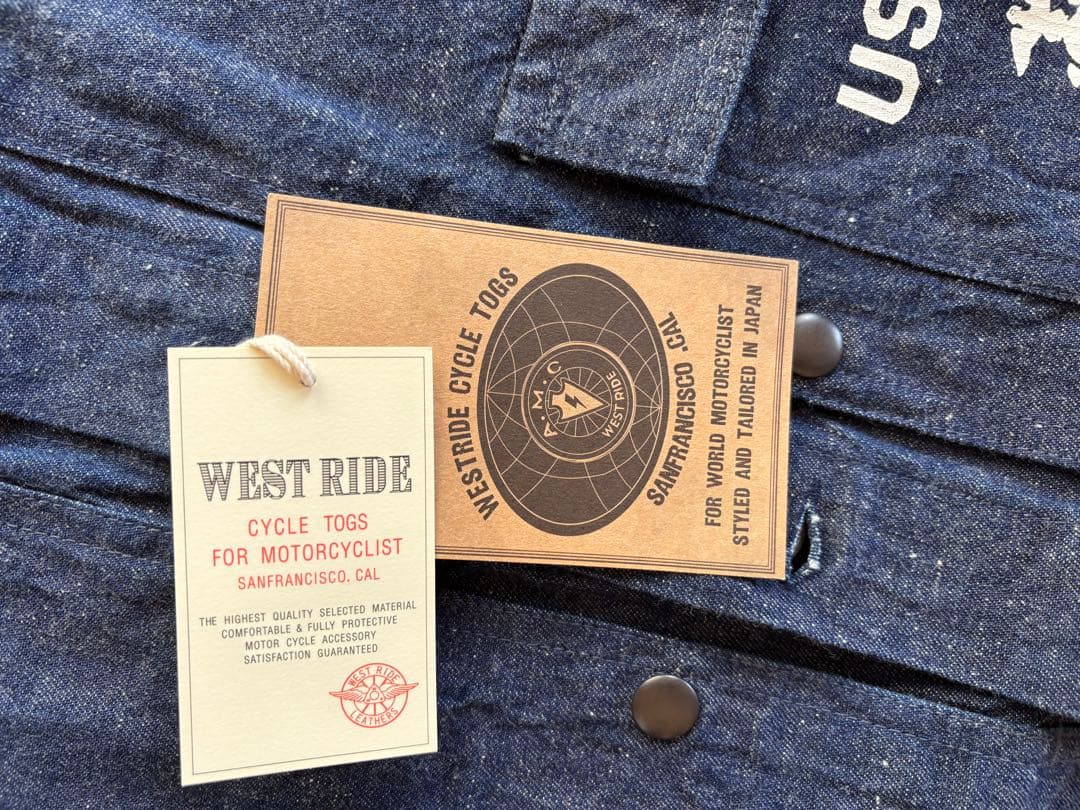 US
WESTRIDE CYCLE TOGS
A.M.C
WEST RIDE
SANFRANCISCO .CAL
FOR WORLD MOTORCYCLIST
STYLED AND TAILORED IN JAPAN
WEST RIDE
CYCLE TOGS
FOR MOTORCYCLIST
SANFRANCISCO. CAL
THE HIGHEST QUALITY SELECTED MATERIAL
COMFORTABLE & FULLY PROTECTIVE
MOTOR CYCLE ACCESSORY
SATISFACTION GUARANTEED
WEST RIDE
LEATHERS